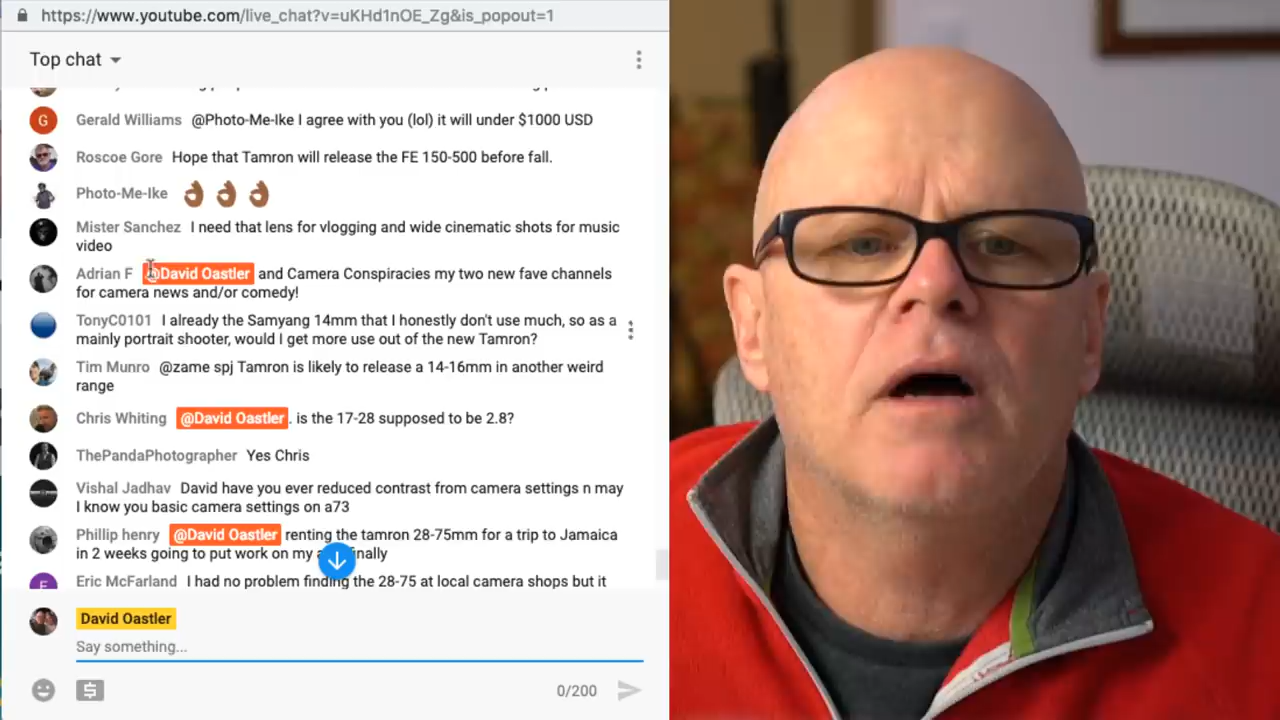 https://www.youtube.com/live_chat?v=uKHd1nOE_Zg&is_popout=1
Top chat
Gerald Williams @Photo-Me-Ike I agree with you (lol) it will under $1000 USD
Roscoe Gore Hope that Tamron will release the FE 150-500 before fall.
Photo-Me-Ike 👌🏾 👌🏾 👌🏾
Mister Sanchez I need that lens for vlogging and wide cinematic shots for music
video
Adrian F @David Oastler and Camera Conspiracies my two new fave channels
for camera news and/or comedy!
TonyC0101 I already the Samyang 14mm that I honestly don't use much, so as a
mainly portrait shooter, would I get more use out of the new Tamron?
Tim Munro @zame spj Tamron is likely to release a 14-16mm in another weird
range
Chris Whiting @David Oastler. is the 17-28 supposed to be 2.8?
ThePandaPhotographer Yes Chris
Vishal Jadhav David have you ever reduced contrast from camera settings n may
I know you basic camera settings on a73
Phillip henry @David Oastler renting the tamron 28-75mm for a trip to Jamaica
in 2 weeks going to put work on my
Eric McFarland I had no problem finding the 28-75 at local camera shops but it
David Oastler
Say something...
0/200